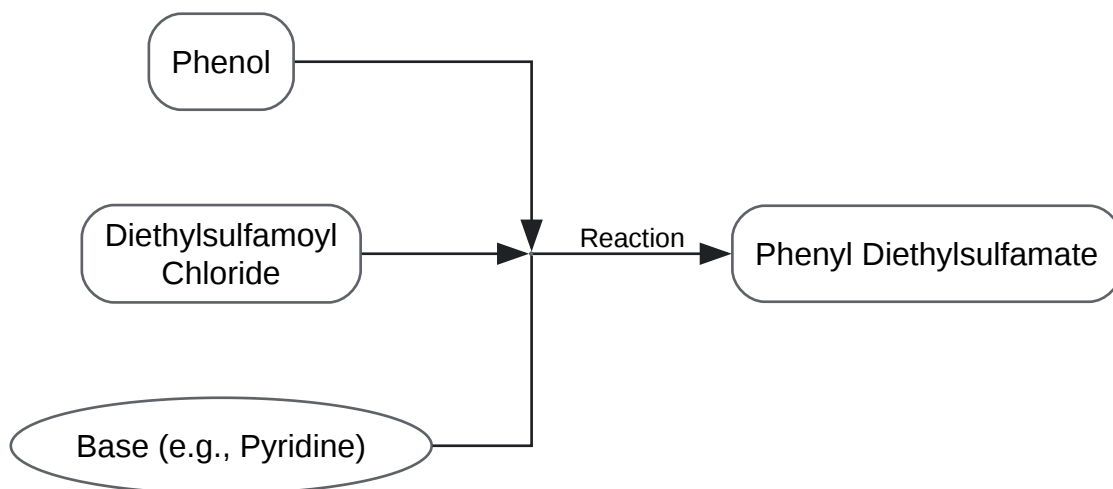 Phenol
Diethylsulfamoyl
Chloride
Reaction
Phenyl Diethylsulfamate
Base (e.g., Pyridine)